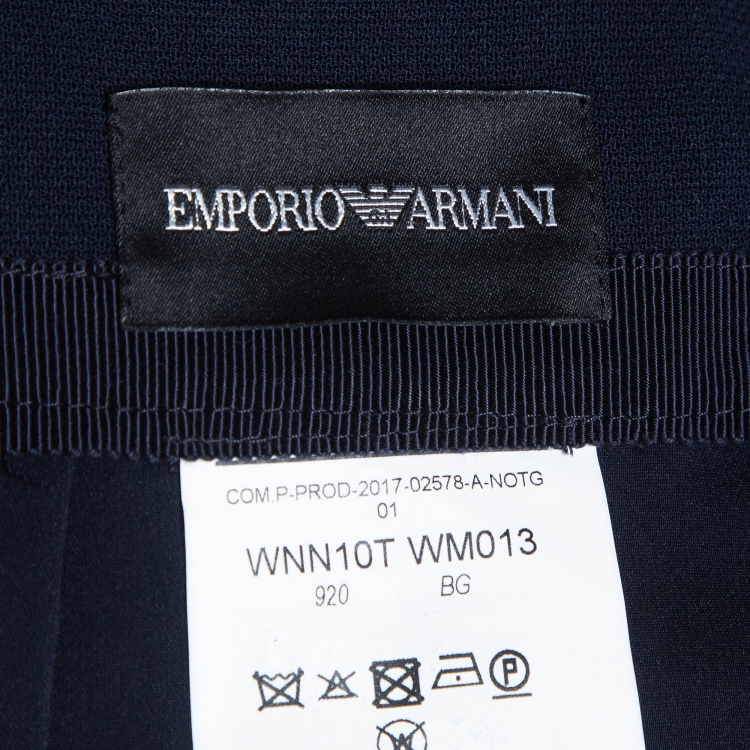 EMPORIO ARMANI
COM.P-PROD-2017-02578-A-NOTG
01
WNN10T WM013
920 BG
P
W